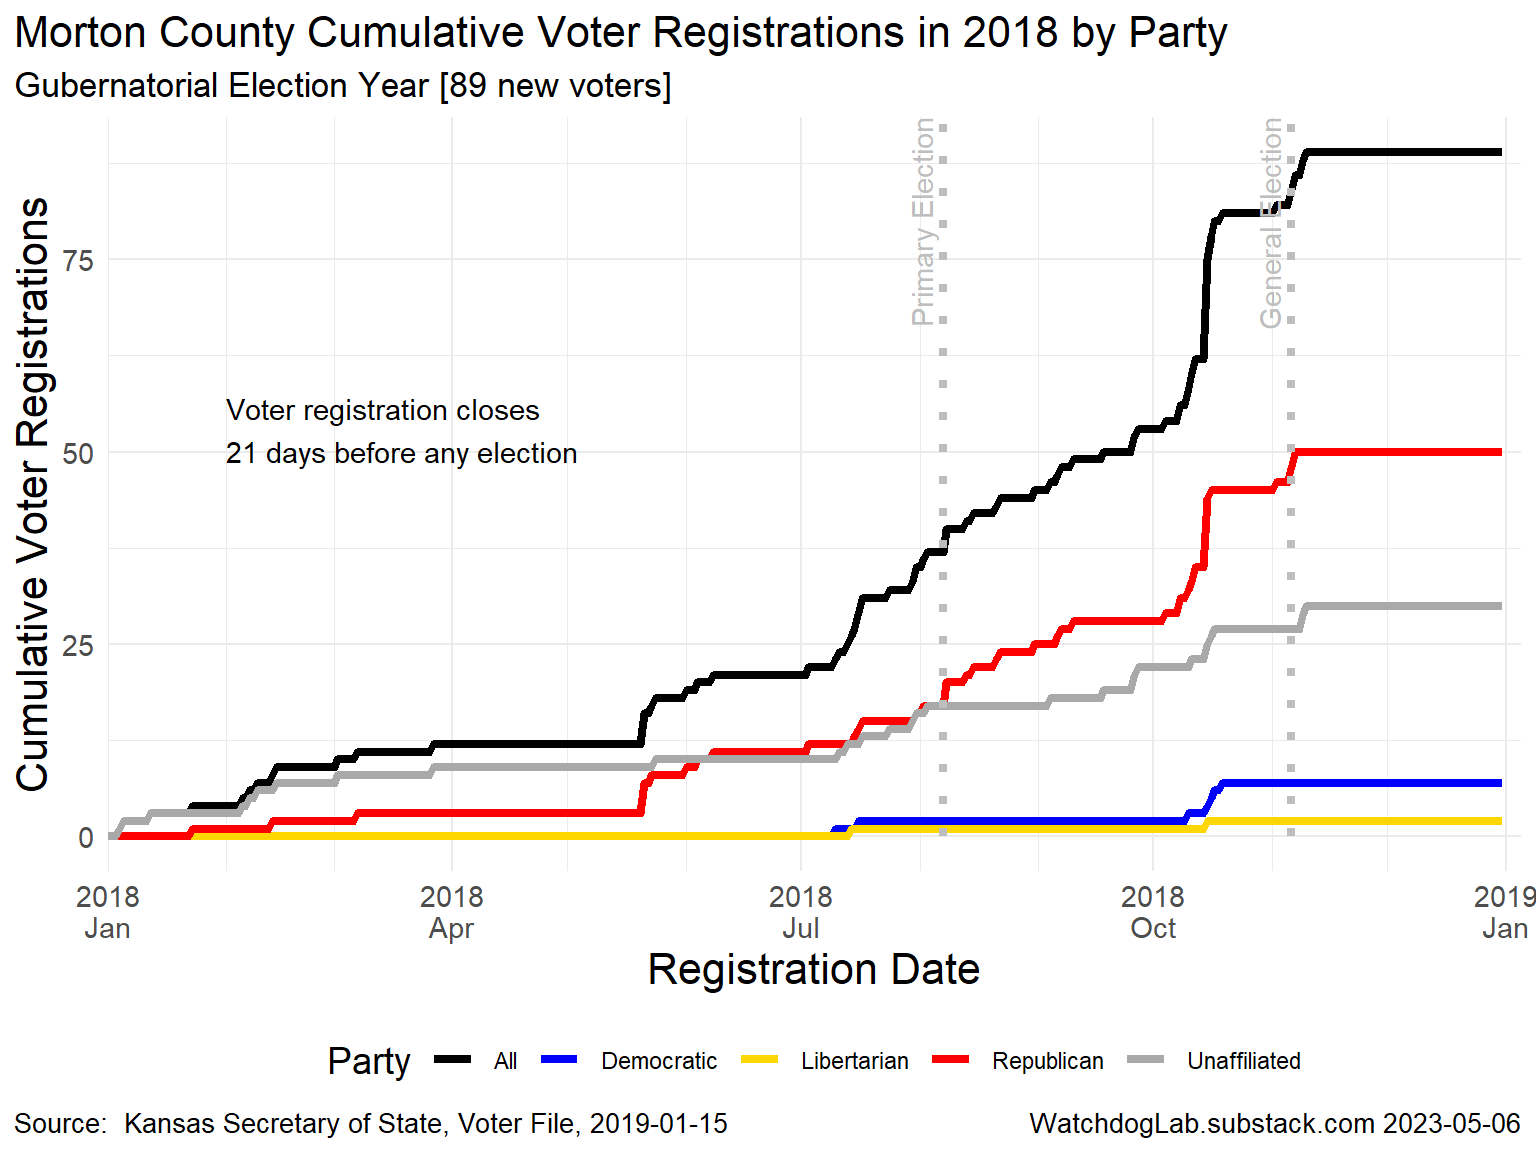 Morton County Cumulative Voter Registrations in 2018 by Party
Gubernatorial Election Year [89 new voters]
Cumulative Voter Registrations
75
50
25
0
Primary Election
General Election
Voter registration closes
21 days before any election
2018
Jan
2018
Apr
2018
Jul
2018
Oct
2019
Jan
Registration Date
Party
All
Democratic
Libertarian
Republican
Unaffiliated
Source:  Kansas Secretary of State, Voter File, 2019-01-15
WatchdogLab.substack.com 2023-05-06